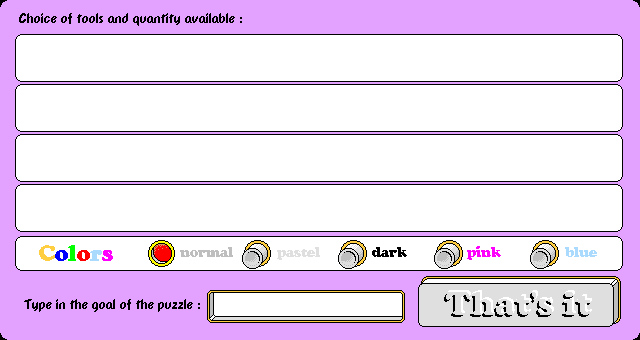 Choice of tools and quantity available :
Colors normal pastel dark pink blue
Type in the goal of the puzzle : That's it